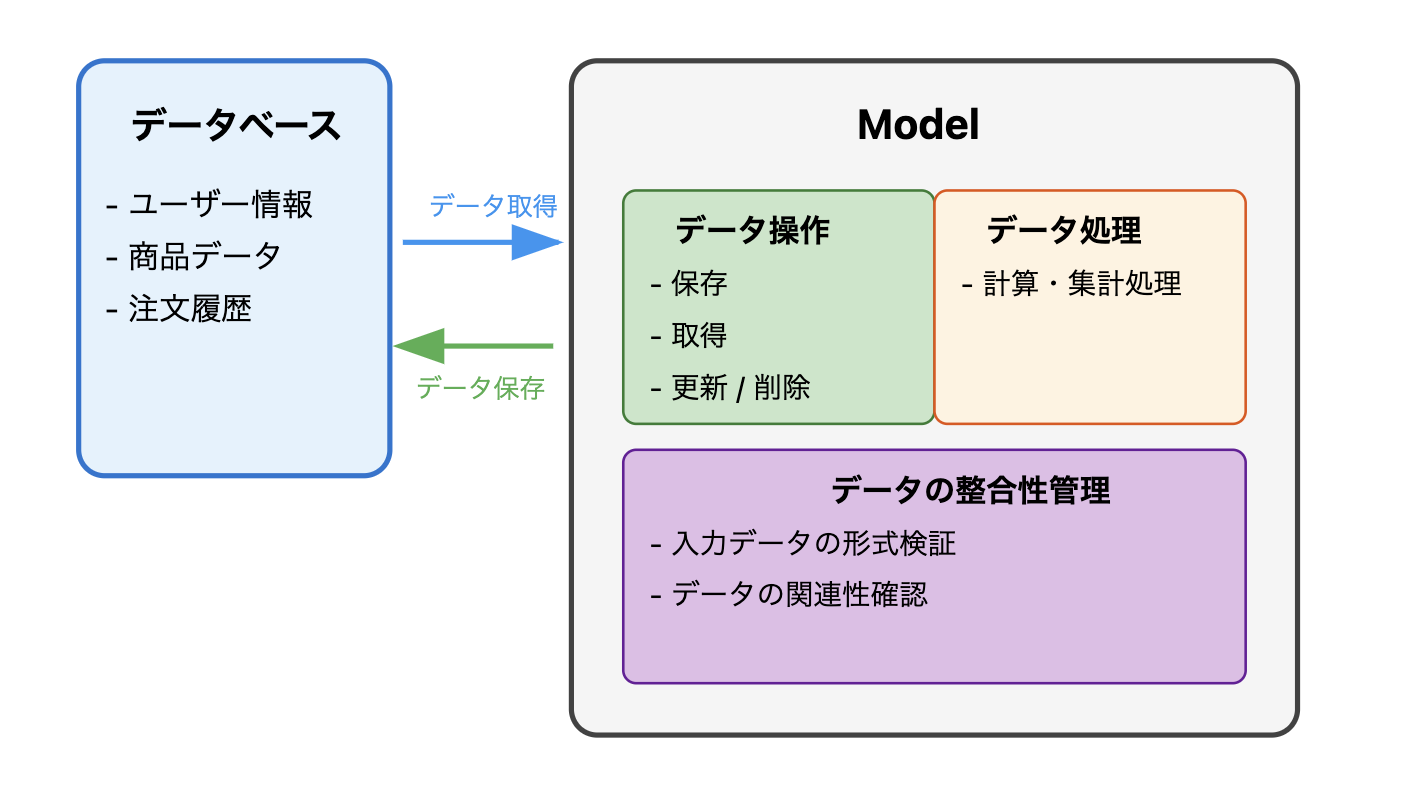 データベース
- ユーザー情報
- 商品データ
- 注文履歴
データ取得
データ保存
Model
データ操作
- 保存
- 取得
- 更新 / 削除
データ処理
- 計算・集計処理
データの整合性管理
- 入力データの形式検証
- データの関連性確認